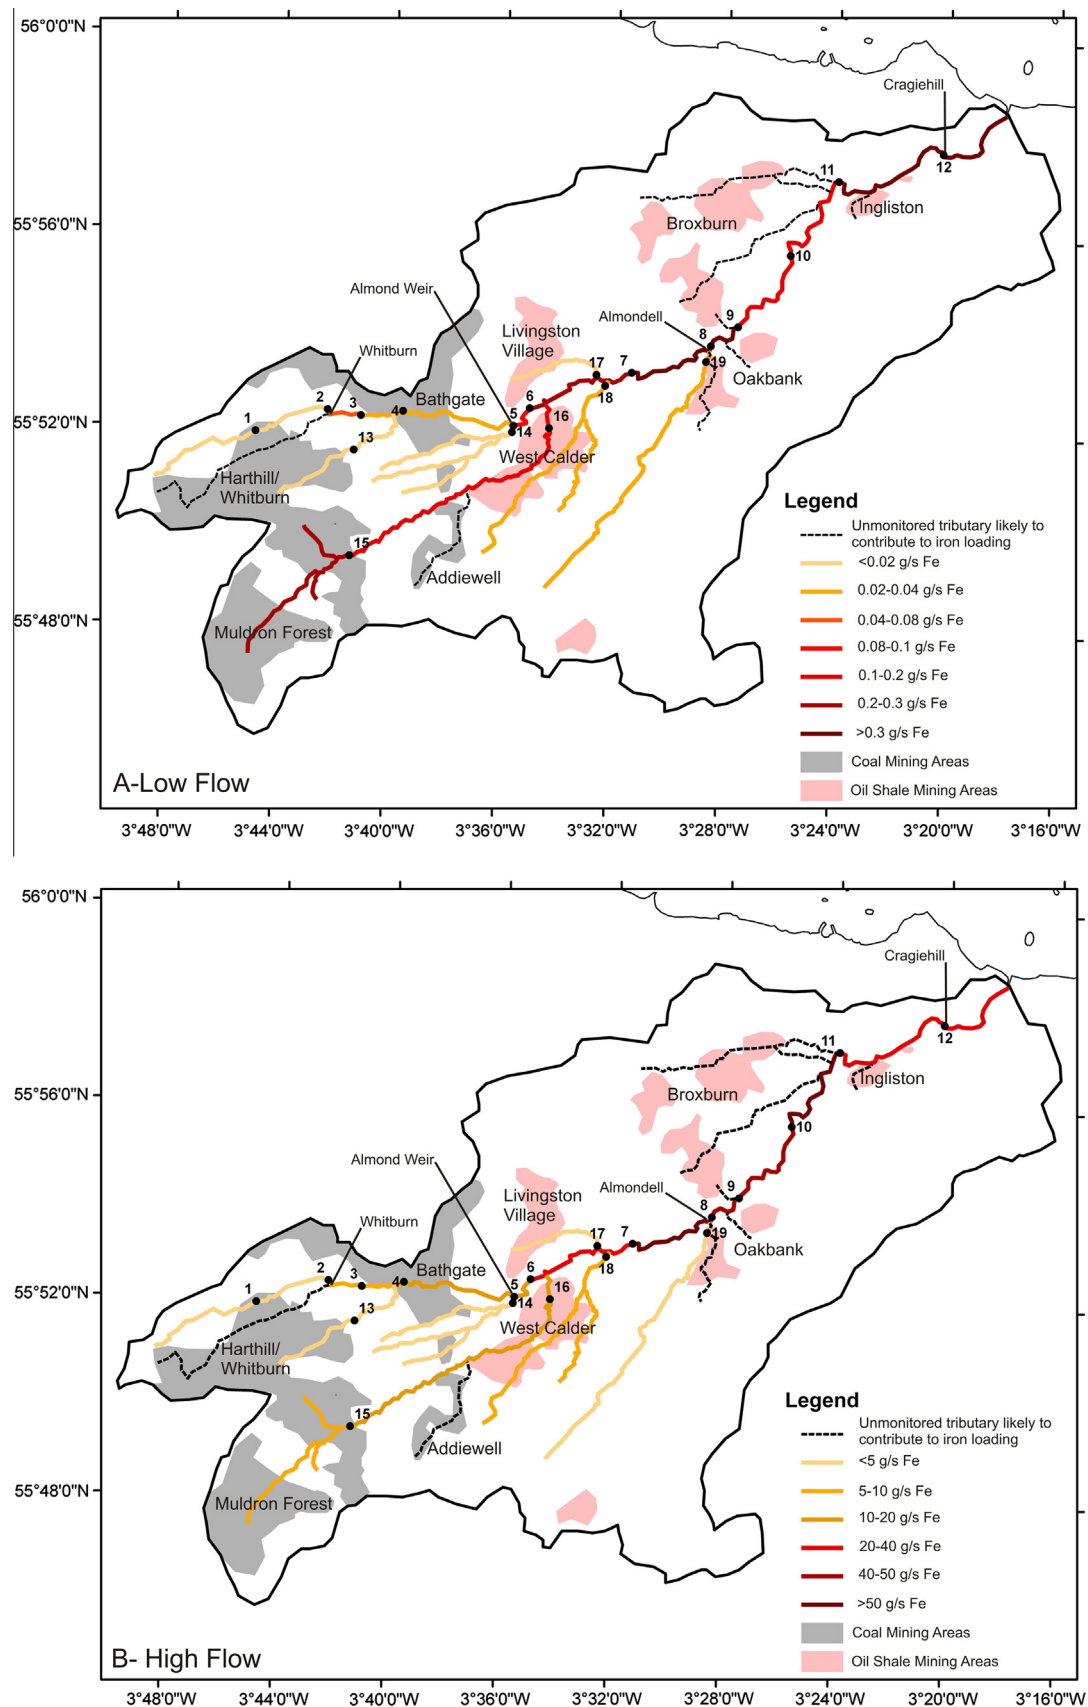 56°0'0"N
Cragiehill
11
12
Ingliston
55°56'0"N
Broxburn
10
Almond Weir
9
Almondell
8
Livingston
Village
Whitburn
17
7
19
Oakbank
6
18
2
3
4
Bathgate
5
16
55°52'0"N
1
14
13
West Calder
Harthill/
Whitburn
15
Addiewell
55°48'0"N
Muldron Forest
Legend
Unmonitored tributary likely to
contribute to iron loading
<0.02 g/s Fe
0.02-0.04 g/s Fe
0.04-0.08 g/s Fe
0.08-0.1 g/s Fe
0.1-0.2 g/s Fe
0.2-0.3 g/s Fe
>0.3 g/s Fe
Coal Mining Areas
Oil Shale Mining Areas
A-Low Flow
3°48'0"W 3°44'0"W 3°40'0"W 3°36'0"W 3°32'0"W 3°28'0"W 3°24'0"W 3°20'0"W 3°16'0"W
56°0'0"N
Cragiehill
11
12
Ingliston
55°56'0"N
Broxburn
10
Almond Weir
9
Almondell
8
Livingston
Village
Whitburn
17
7
19
Oakbank
6
18
2
3
4
Bathgate
5
16
55°52'0"N
1
14
13
West Calder
Harthill/
Whitburn
15
Addiewell
55°48'0"N
Muldron Forest
Legend
Unmonitored tributary likely to
contribute to iron loading
<5 g/s Fe
5-10 g/s Fe
10-20 g/s Fe
20-40 g/s Fe
40-50 g/s Fe
>50 g/s Fe
Coal Mining Areas
Oil Shale Mining Areas
B- High Flow
3°48'0"W 3°44'0"W 3°40'0"W 3°36'0"W 3°32'0"W 3°28'0"W 3°24'0"W 3°20'0"W 3°16'0"W